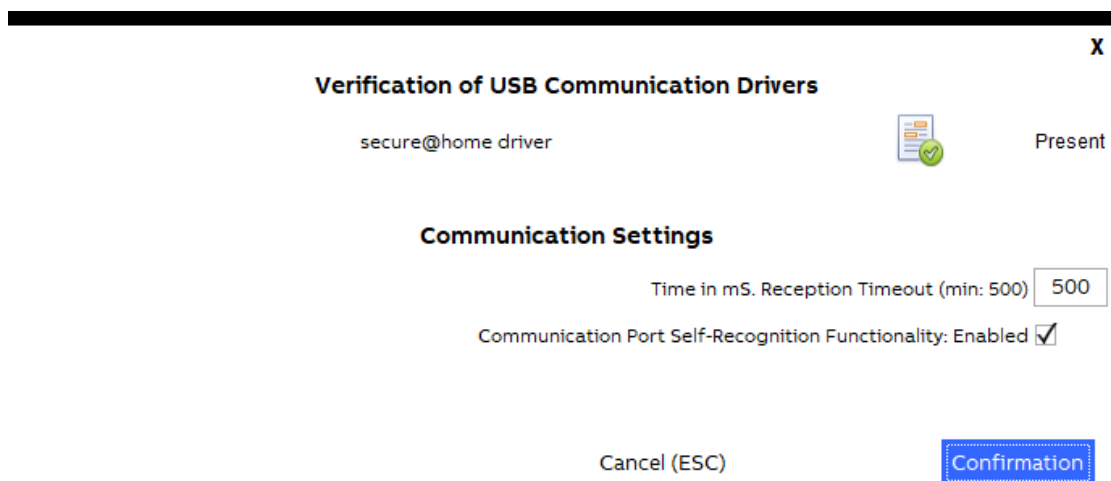 X
Verification of USB Communication Drivers
secure@home driver Present
Communication Settings
Time in mS. Reception Timeout (min: 500) 500
Communication Port Self-Recognition Functionality: Enabled
Cancel (ESC) Confirmation